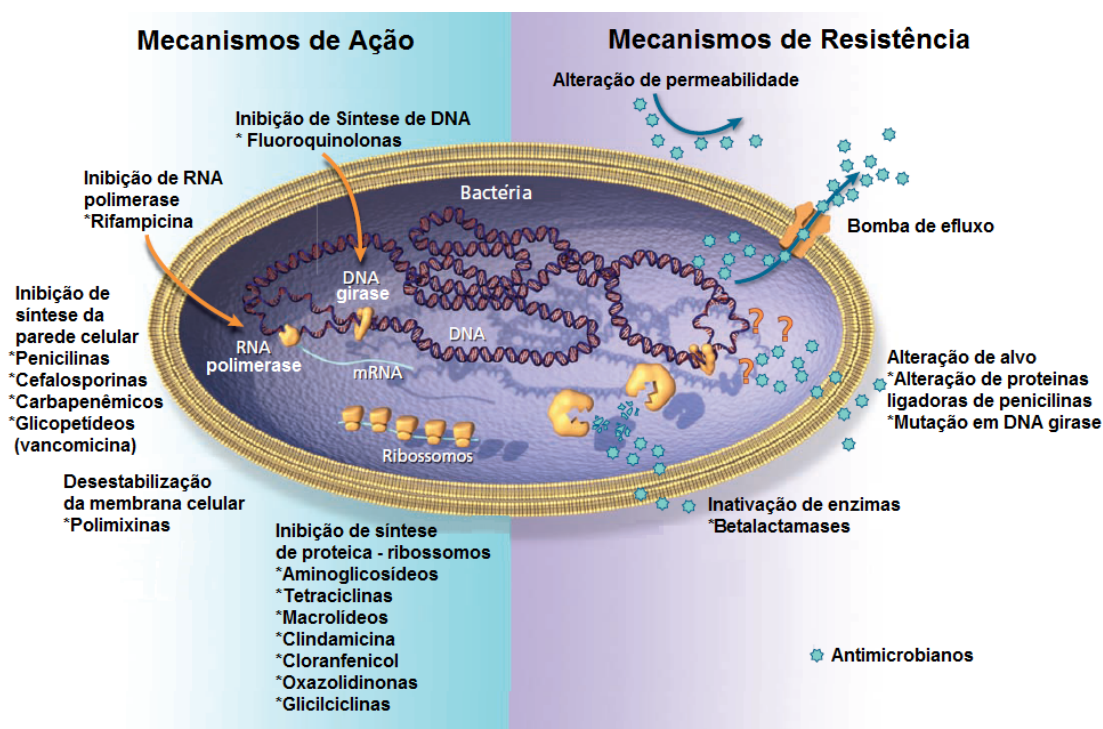 Mecanismos de Ação
Mecanismos de Resistência
Inibição de Síntese de DNA
* Fluoroquinolonas
Inibição de RNA
polimerase
*Rifampicina
Inibição de
síntese da
parede celular
*Penicilinas
*Cefalosporinas
*Carbapenêmicos
*Glicopetídeos
(vancomicina)
Desestabilização
da membrana celular
*Polimixinas
Inibição de síntese
de proteica - ribossomos
*Aminoglicosídeos
*Tetraciclinas
*Macrolídeos
*Clindamicina
*Cloranfenicol
*Oxazolidinonas
*Glicilciclinas
Bactéria
DNA
girase
RNA
polimerase
DNA
mRNA
Ribossomos
Alteração de permeabilidade
Bomba de efluxo
? ?
?
Alteração de alvo
*Alteração de proteinas
ligadoras de penicilinas
*Mutação em DNA girase
Inativação de enzimas
*Betalactamases
Antimicrobianos